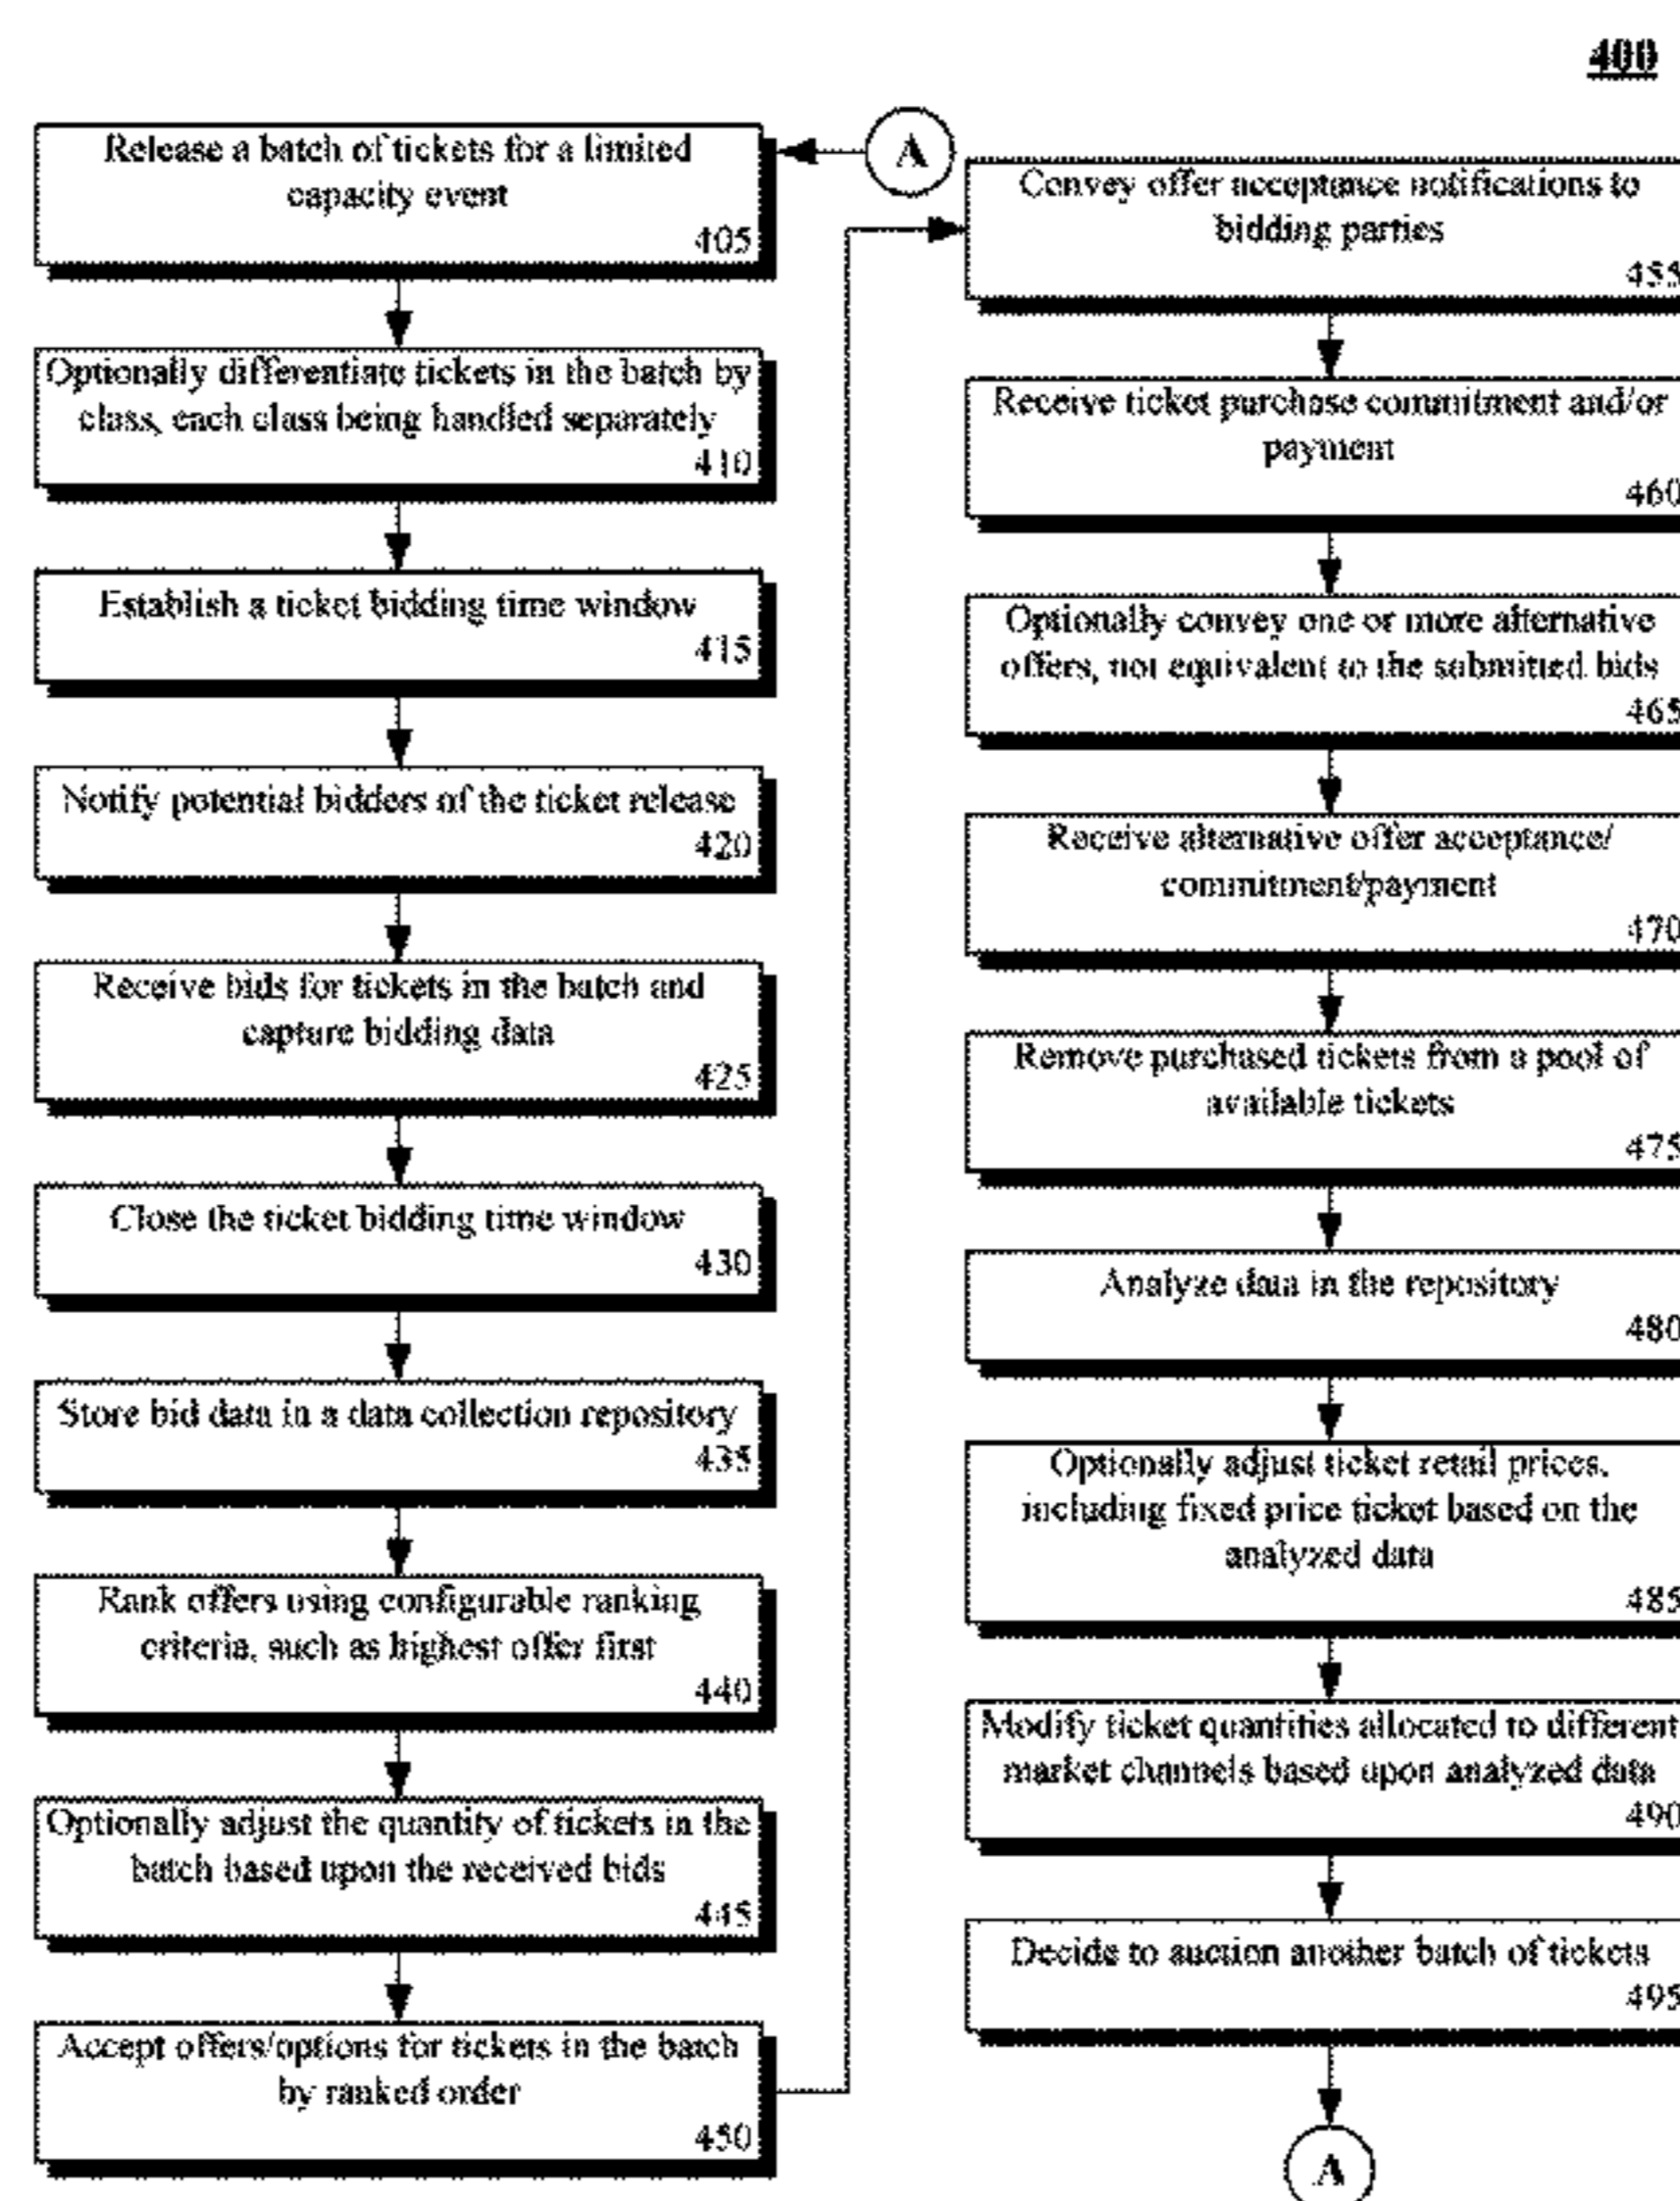 400
Release a batch of tickets for a limited
capacity event
405
Optionally differentiate tickets in the batch by
class, each class being handled separately
410
Establish a ticket bidding time window
415
Notify potential bidders of the ticket release
420
Receive bids for tickets in the batch and
capture bidding data
425
Close the ticket bidding time window
430
Store bid data in a data collection repository
435
Rank offers using configurable ranking
criteria, such as highest offer first
440
Optionally adjust the quantity of tickets in the
batch based upon the received bids
445
Accept offers/options for tickets in the batch
by ranked order
450
A
Convey offer acceptance notifications to
bidding parties
455
Receive ticket purchase commitment and/or
payment
460
Optionally convey one or more alternative
offers, not equivalent to the submitted bids
465
Receive alternative offer acceptance/
commitment/payment
470
Remove purchased tickets from a pool of
available tickets
475
Analyze data in the repository
480
Optionally adjust ticket retail prices,
including fixed price ticket based on the
analyzed data
485
Modify ticket quantities allocated to different
market channels based upon analyzed data
490
Decide to auction another batch of tickets
495
A